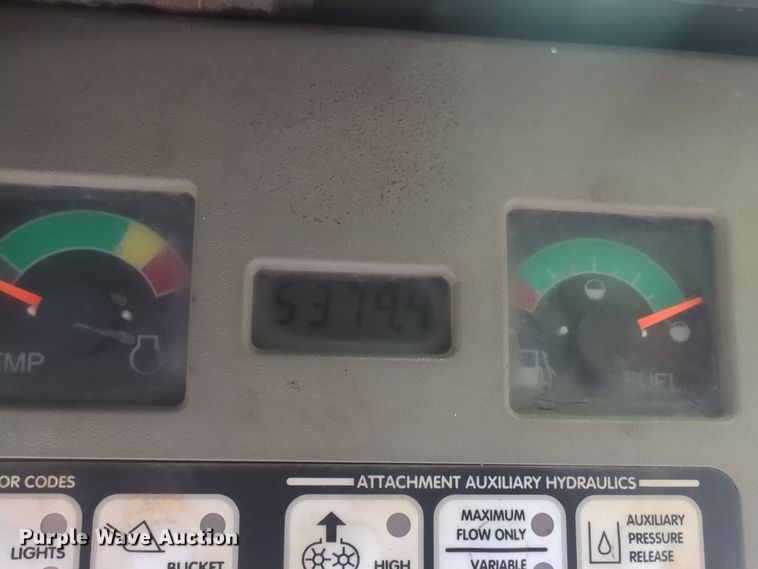 5379.4
EMP
FUEL
OR CODES
ATTACHMENT AUXILIARY HYDRAULICS
LIGHTS
BUCKET
HIGH
MAXIMUM
FLOW ONLY
VARIABLE
AUXILIARY
PRESSURE
RELEASE
Purple Wave Auction